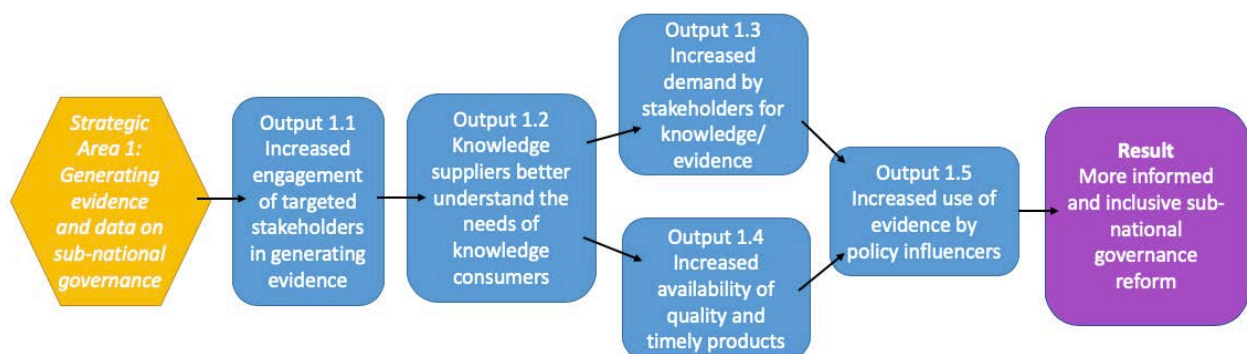 Strategic
Area 1:
Generating
evidence
and data on
sub-national
governance
Output 1.1
Increased
engagement
of targeted
stakeholders
in generating
evidence
Output 1.2
Knowledge
suppliers better
understand the
needs of
knowledge
consumers
Output 1.3
Increased
demand by
stakeholders for
knowledge/
evidence
Output 1.4
Increased
availability of
quality and
timely products
Output 1.5
Increased use of
evidence by
policy influencers
Result
More informed
and inclusive sub-
national
governance
reform